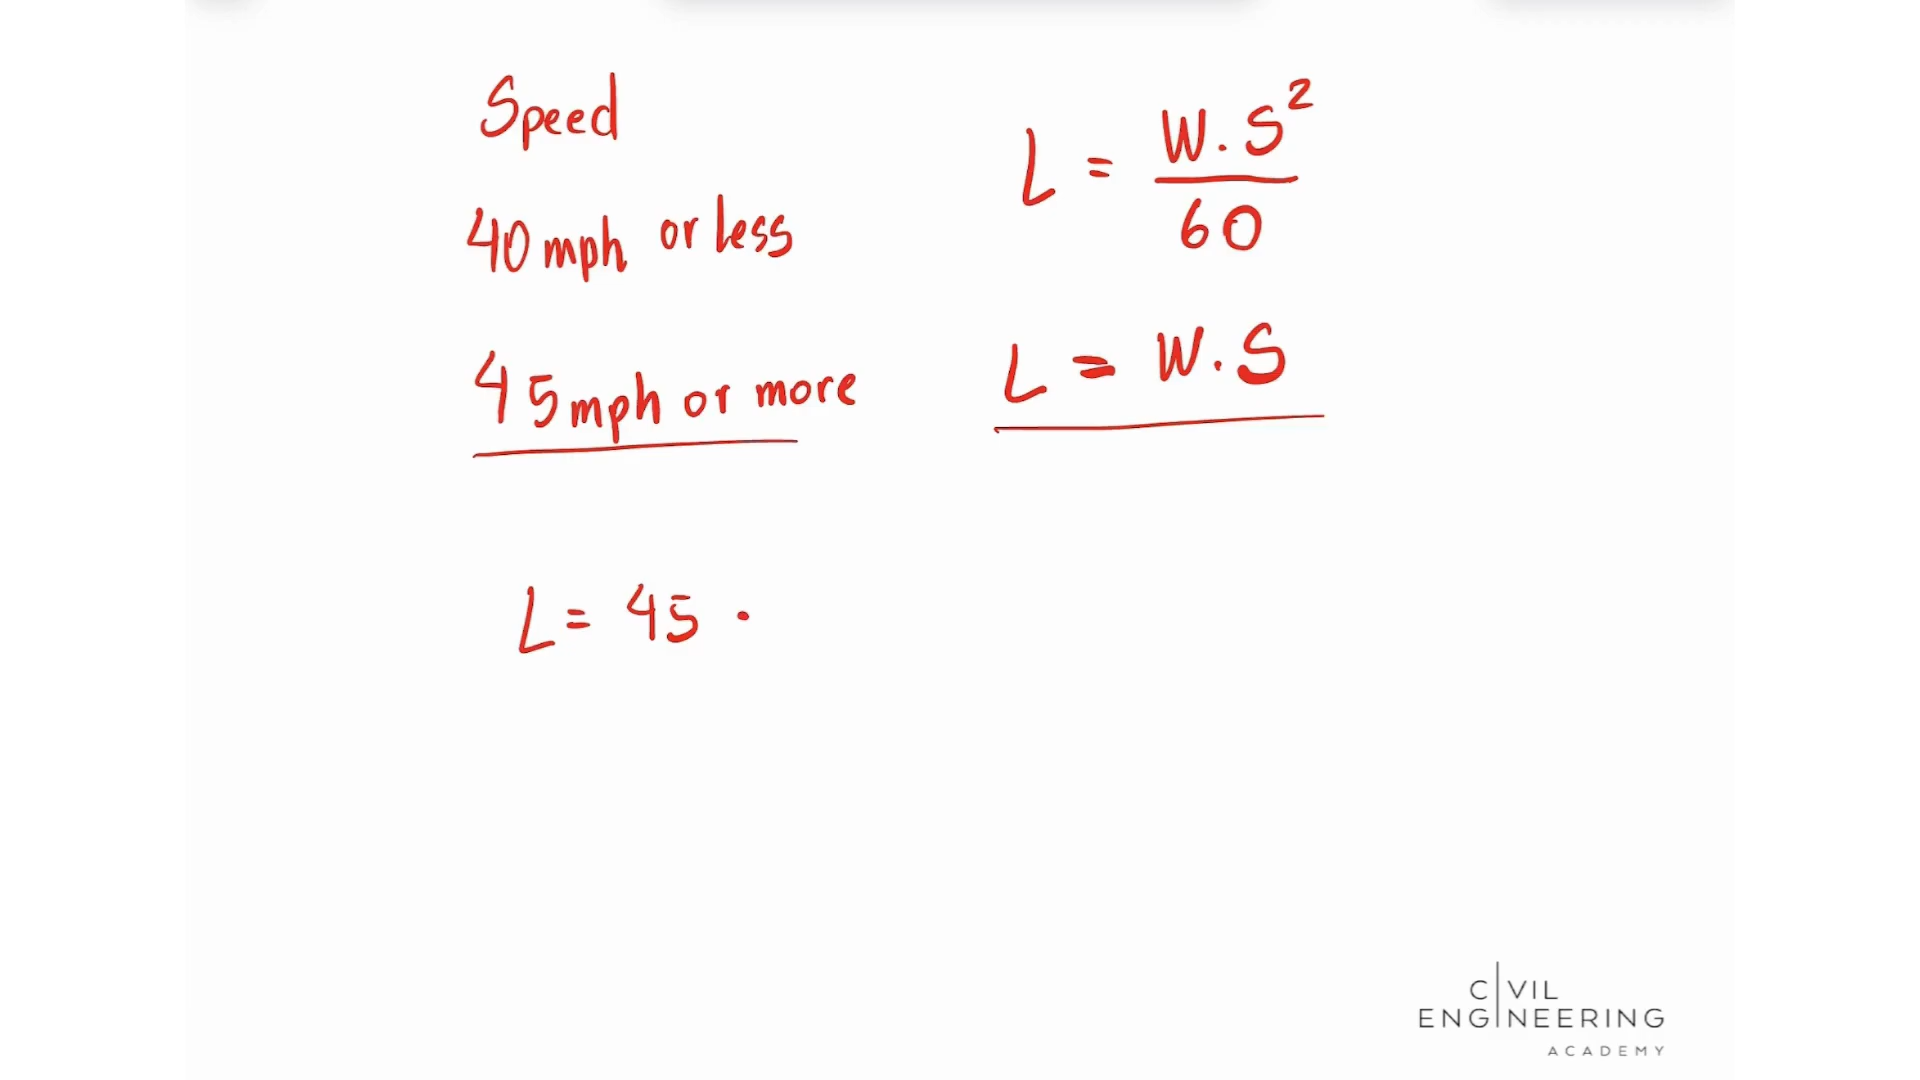 Speed
L = W.S² / 60
40 mph or less
45 mph or more
L = W.S
L = 45 ·
CIVIL
ENGINEERING
ACADEMY